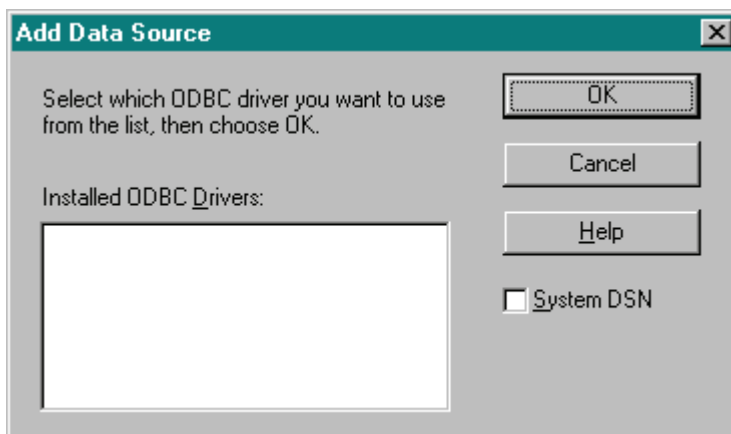 Add Data Source
Select which ODBC driver you want to use
from the list, then choose OK.
Installed ODBC Drivers:
OK
Cancel
Help
System DSN